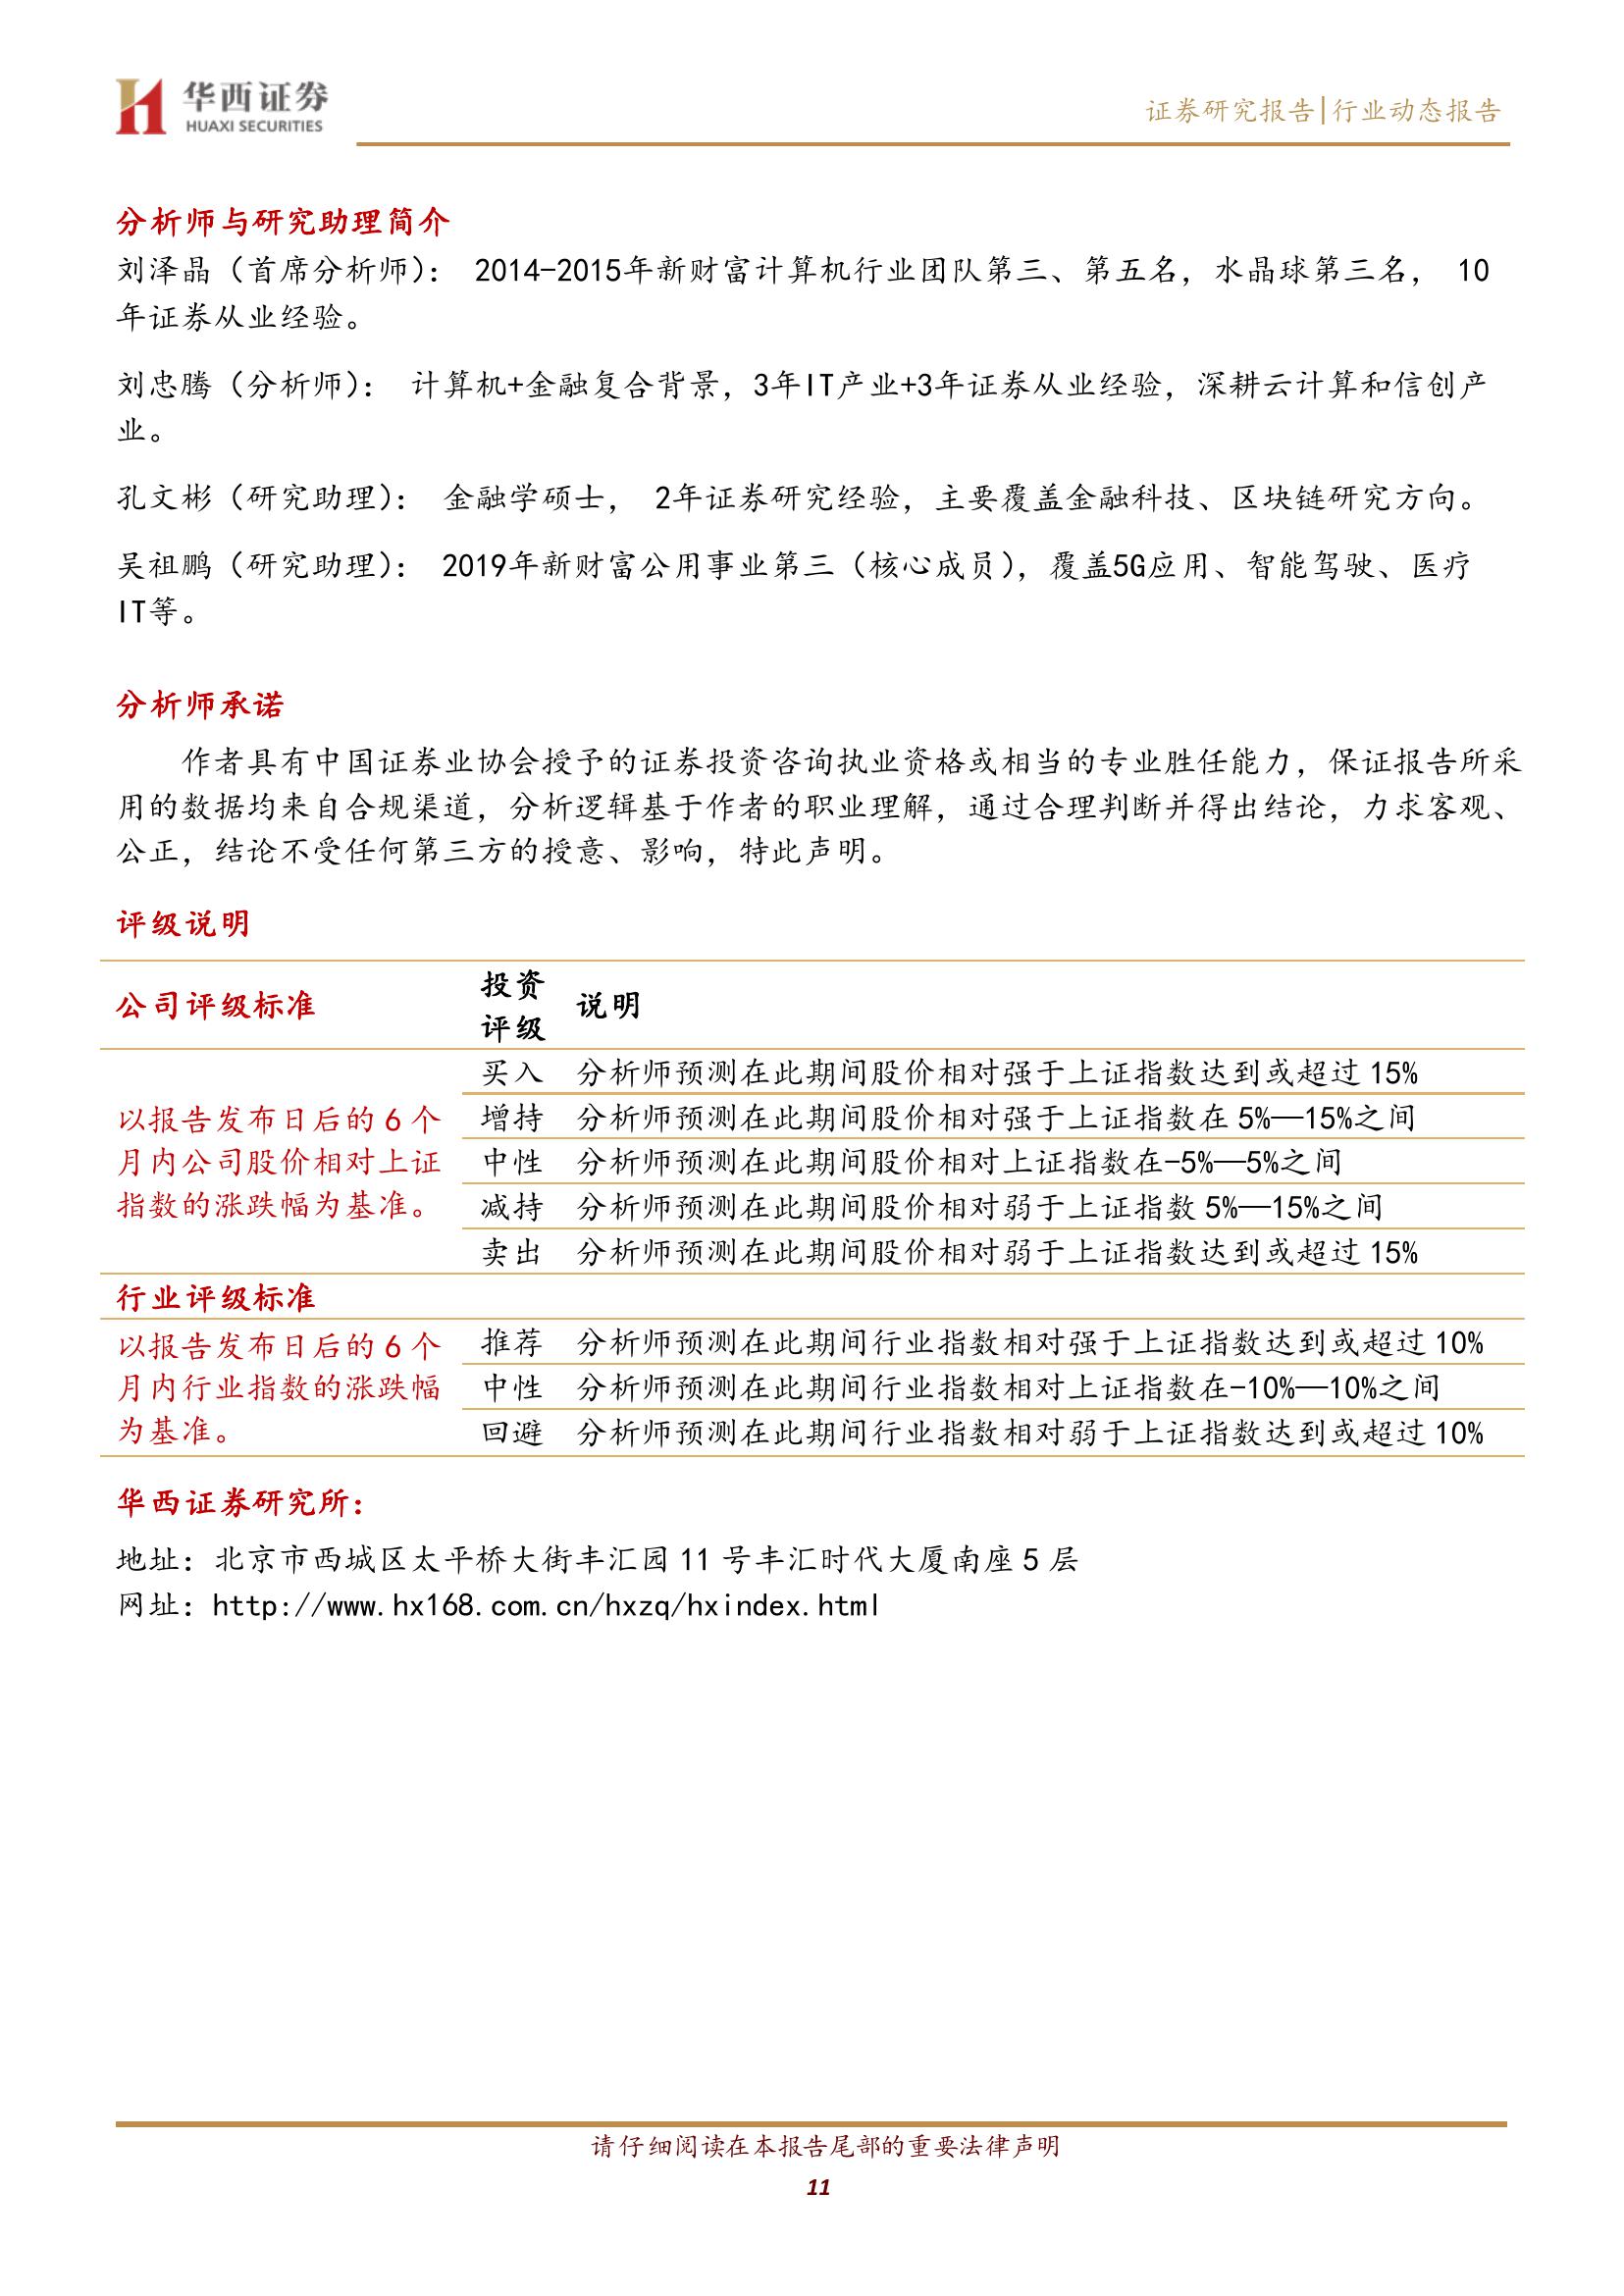 华西证券
HUAXI SECURITIES
证券研究报告|行业动态报告
分析师与研究助理简介
刘泽晶（首席分析师）： 2014-2015年新财富计算机行业团队第三、第五名，水晶球第三名， 10
年证券从业经验。
刘忠腾（分析师）： 计算机+金融复合背景，3年IT产业+3年证券从业经验，深耕云计算和信创产
业。
孔文彬（研究助理）： 金融学硕士， 2年证券研究经验，主要覆盖金融科技、区块链研究方向。
吴祖鹏（研究助理）： 2019年新财富公用事业第三（核心成员），覆盖5G应用、智能驾驶、医疗
IT等。
分析师承诺
作者具有中国证券业协会授予的证券投资咨询执业资格或相当的专业胜任能力，保证报告所采
用的数据均来自合规渠道，分析逻辑基于作者的职业理解，通过合理判断并得出结论，力求客观、
公正，结论不受任何第三方的授意、影响，特此声明。
评级说明
公司评级标准
投资
评级
说明
以报告发布日后的 6 个
月内公司股价相对上证
指数的涨跌幅为基准。
买入 分析师预测在此期间股价相对强于上证指数达到或超过 15%
增持 分析师预测在此期间股价相对强于上证指数在 5%—15%之间
中性 分析师预测在此期间股价相对上证指数在-5%—5%之间
减持 分析师预测在此期间股价相对弱于上证指数 5%—15%之间
卖出 分析师预测在此期间股价相对弱于上证指数达到或超过 15%
行业评级标准
以报告发布日后的 6 个
月内行业指数的涨跌幅
为基准。
推荐 分析师预测在此期间行业指数相对强于上证指数达到或超过 10%
中性 分析师预测在此期间行业指数相对上证指数在-10%—10%之间
回避 分析师预测在此期间行业指数相对弱于上证指数达到或超过 10%
华西证券研究所：
地址：北京市西城区太平桥大街丰汇园 11 号丰汇时代大厦南座 5 层
网址：http://www.hx168.com.cn/hxzq/hxindex.html
请仔细阅读在本报告尾部的重要法律声明
11